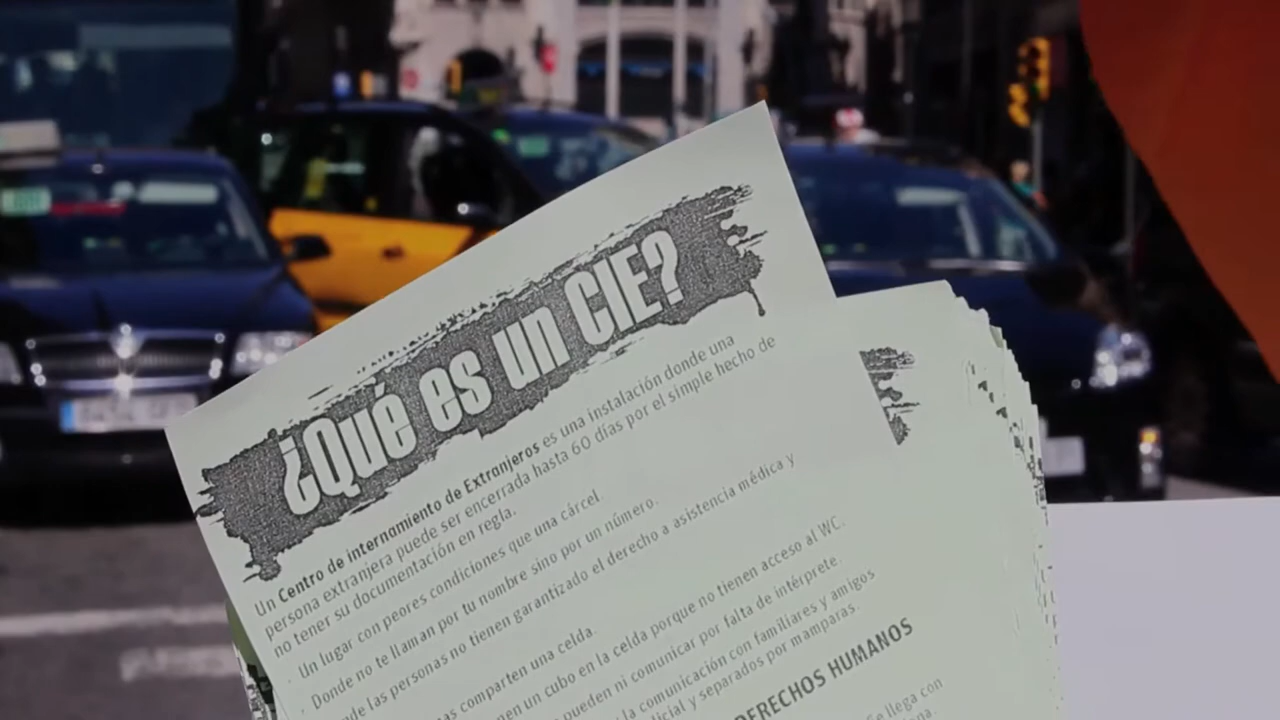 ¿Qué es un CIE?
Un Centro de internamiento de Extranjeros es una instalación donde una
persona extranjera puede ser encerrada hasta 60 días por el simple hecho de
no tener su documentación en regla.
Un lugar con peores condiciones que una cárcel.
Donde no te llaman por tu nombre sino por un número.
las personas no tienen garantizado el derecho a asistencia médica y
comparten una celda.
un cubo en la celda porque no tienen acceso al WC.
pueden ni comunicar por falta de intérprete.
la comunicación con familiares y amigos
y separados por mamparas.
DERECHOS HUMANOS
llega con